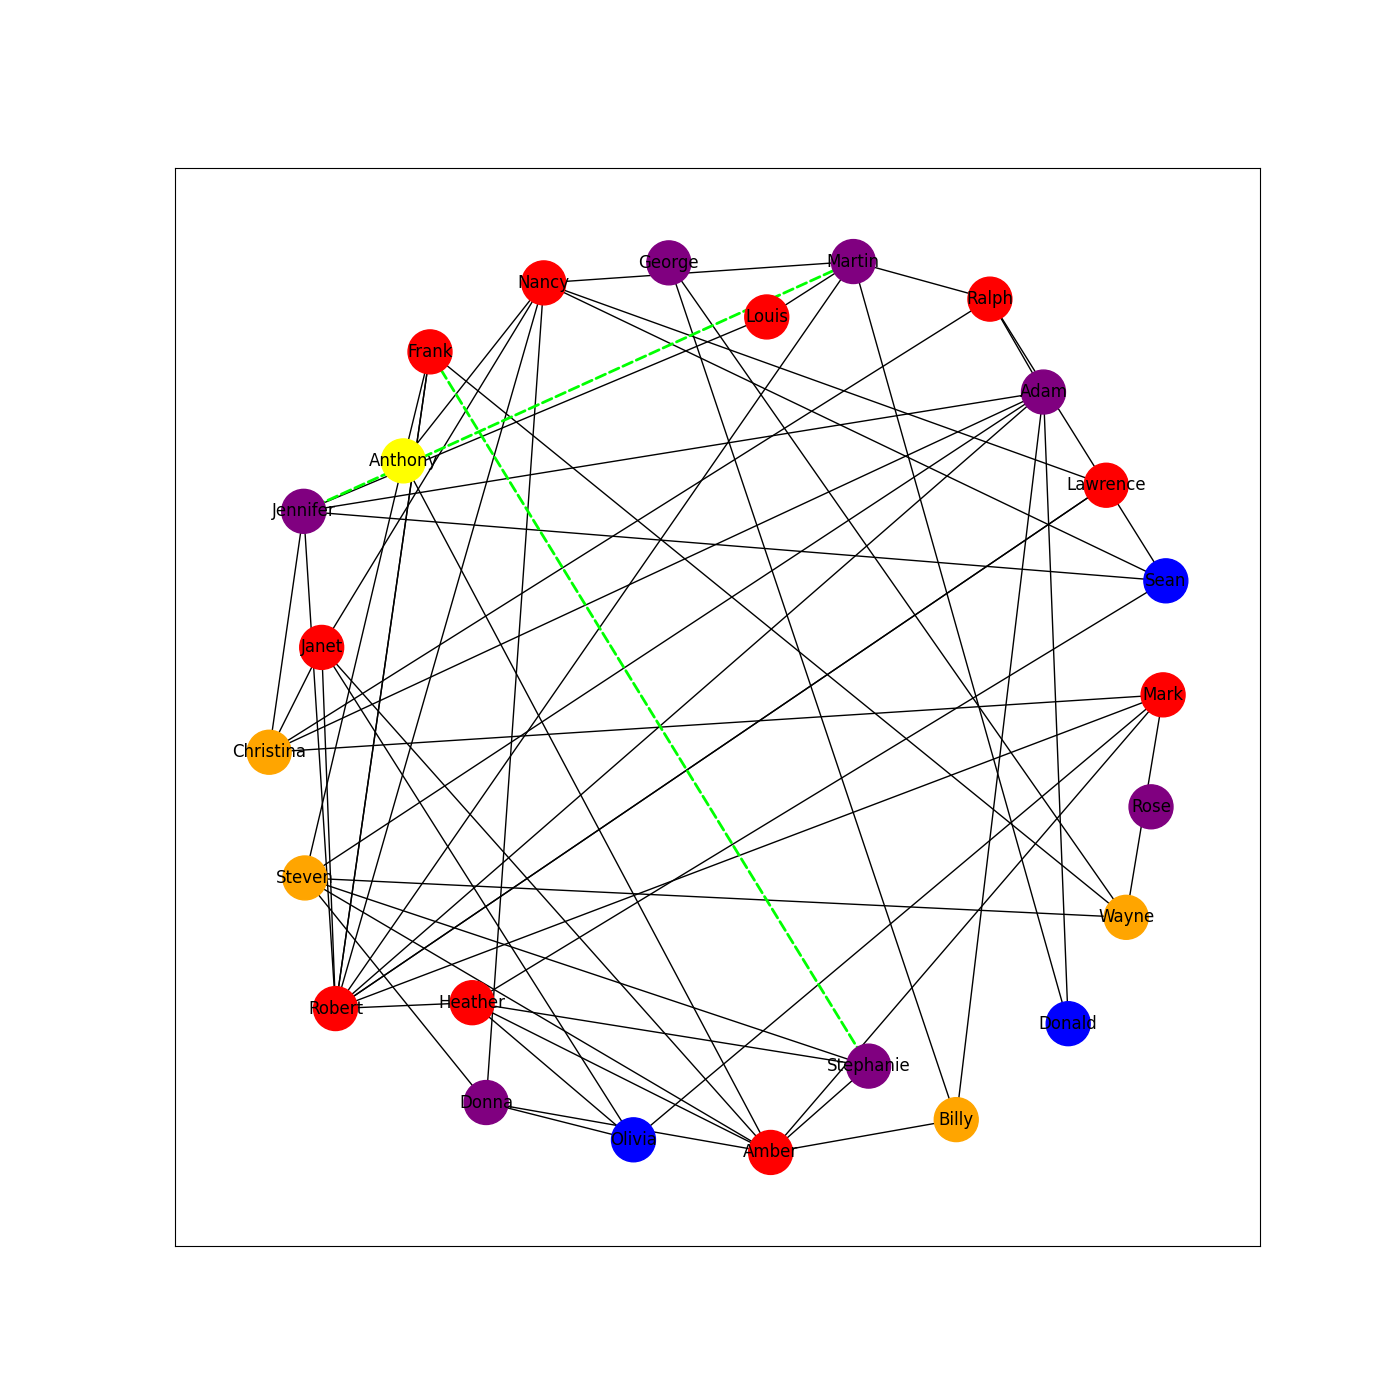 George
Martin
Nancy
Ralph
Louis
Frank
Adam
Anthony
Lawrence
Jennifer
Sean
Janet
Mark
Christina
Rose
Steven
Wayne
Heather
Robert
Donald
Stephanie
Donna
Billy
Olivia
Amber